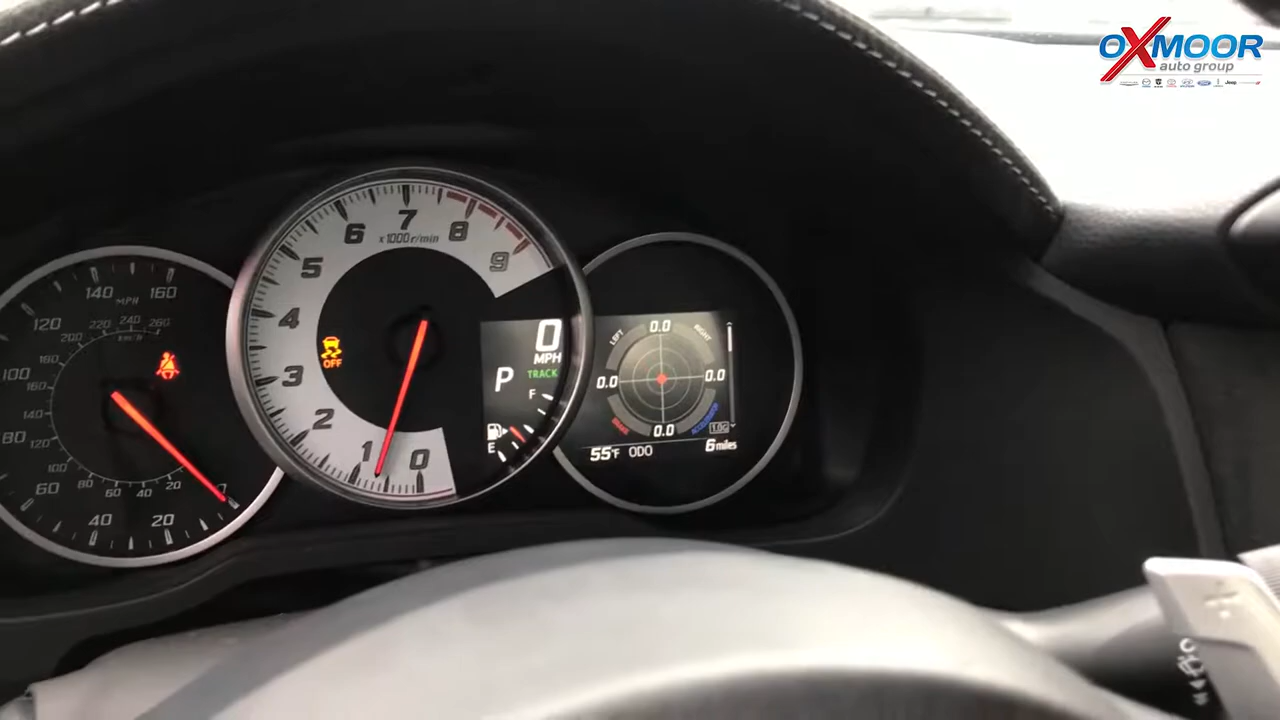 OXMOOR
auto group
Jeep
140 MPH 160
120
200 220 240 260
km/h
180
100
160
140
80
120
100
60
80 60 40 20
40 20
7
6 x1000r/min 8
5 9
4
3
2
1 0
OFF
0
MPH
P TRACK
F
E
0.0
LEFT RIGHT
0.0 0.0
0.0
BRAKE ACCELERATOR
1.0G
55°F ODO 6 miles
+